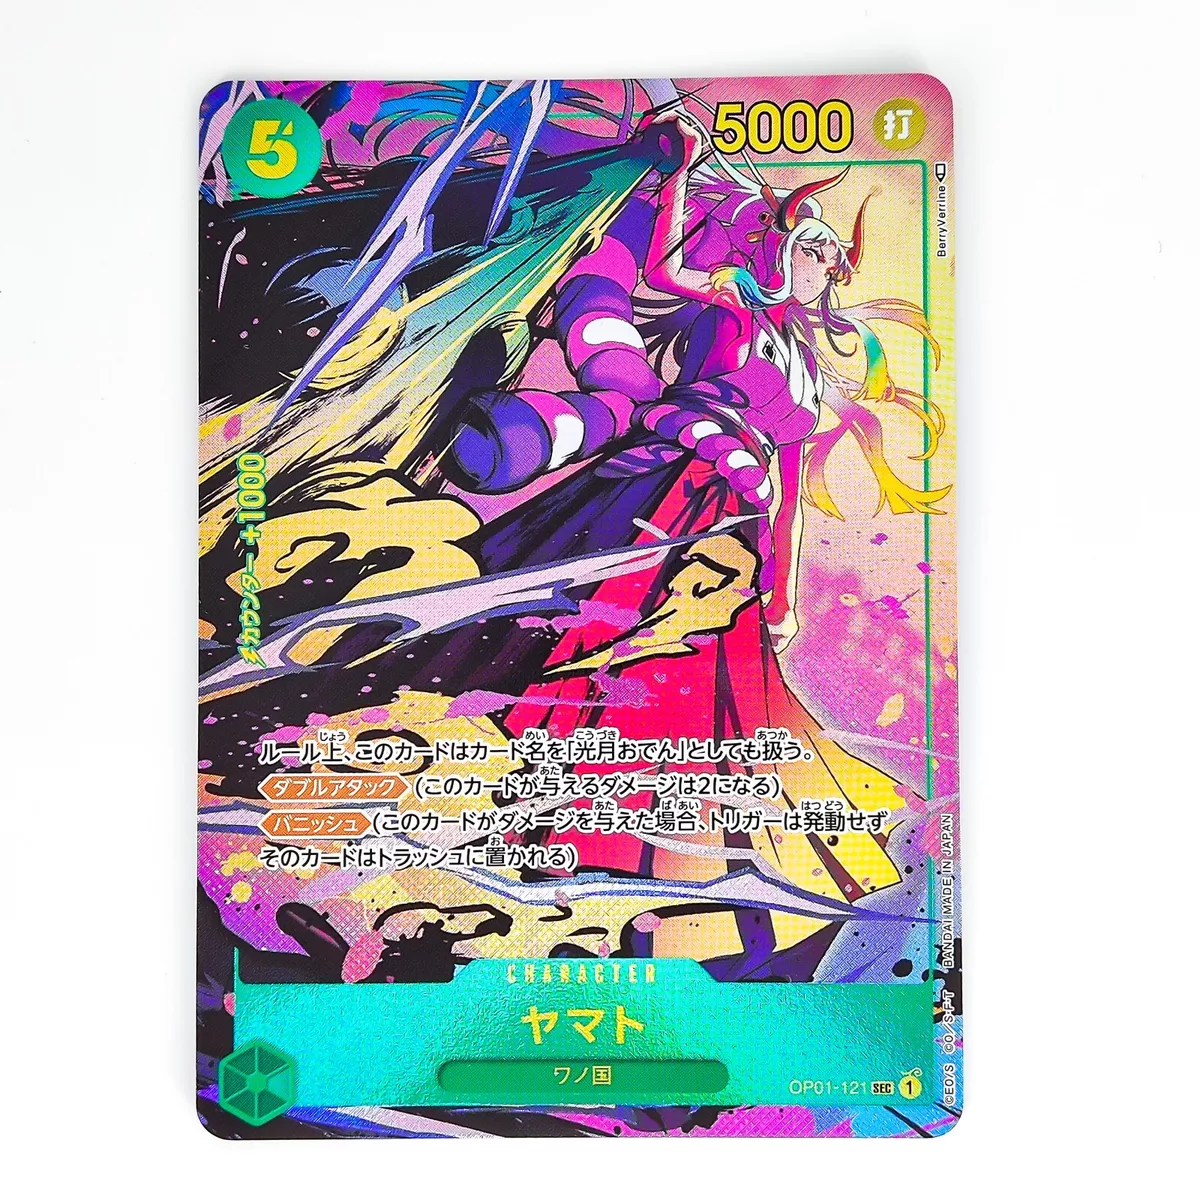 5
5000 打
BerryVerrine
カウンター+1000
ルール上、このカードはカード名を「光月おでん」としても扱う。
ダブルアタック (このカードが与えるダメージは2になる)
バニッシュ (このカードがダメージを与えた場合、トリガーは発動せず
そのカードはトラッシュに置かれる)
CHARACTER
ヤマト
ワノ国
OP01-121 SEC 1
©EO/S ©O/S・F・T BANDAI MADE IN JAPAN